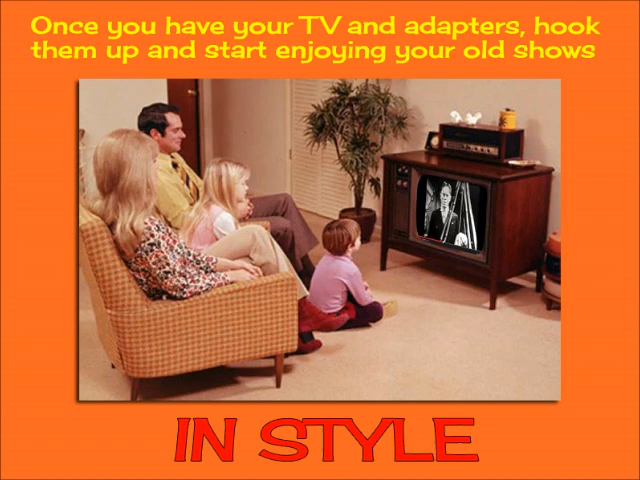 Once you have your TV and adapters, hook
them up and start enjoying your old shows
IN STYLE